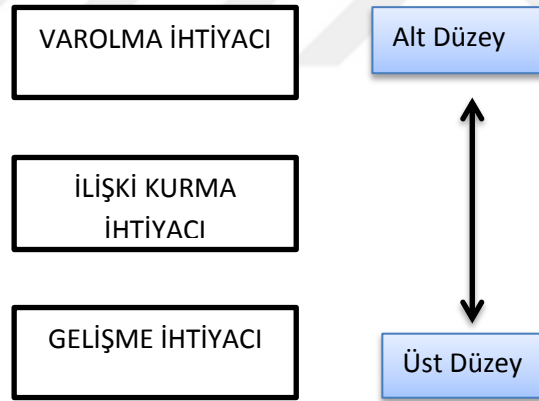 VAROLMA İHTİYACI
Alt Düzey
İLİŞKİ KURMA
İHTİYACI
GELİŞME İHTİYACI
Üst Düzey